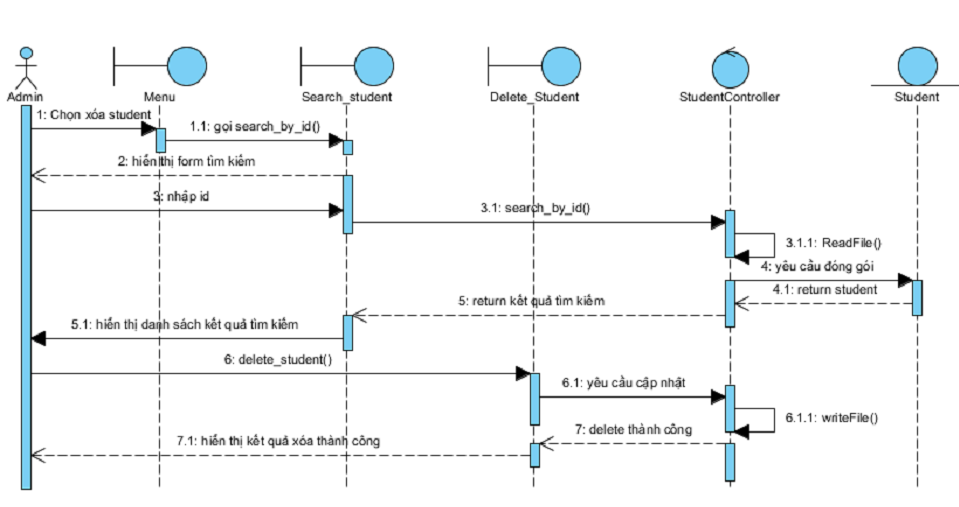 Admin
Menu
Search_student
Delete_Student
StudentController
Student
1: Chọn xóa student
1.1: gọi search_by_id()
2: hiển thị form tìm kiếm
3: nhập id
3.1: search_by_id()
3.1.1: ReadFile()
4: yêu cầu đóng gói
4.1: return student
5: return kết quả tìm kiếm
5.1: hiển thị danh sách kết quả tìm kiếm
6: delete_student()
6.1: yêu cầu cập nhật
6.1.1: writeFile()
7: delete thành công
7.1: hiển thị kết quả xóa thành công